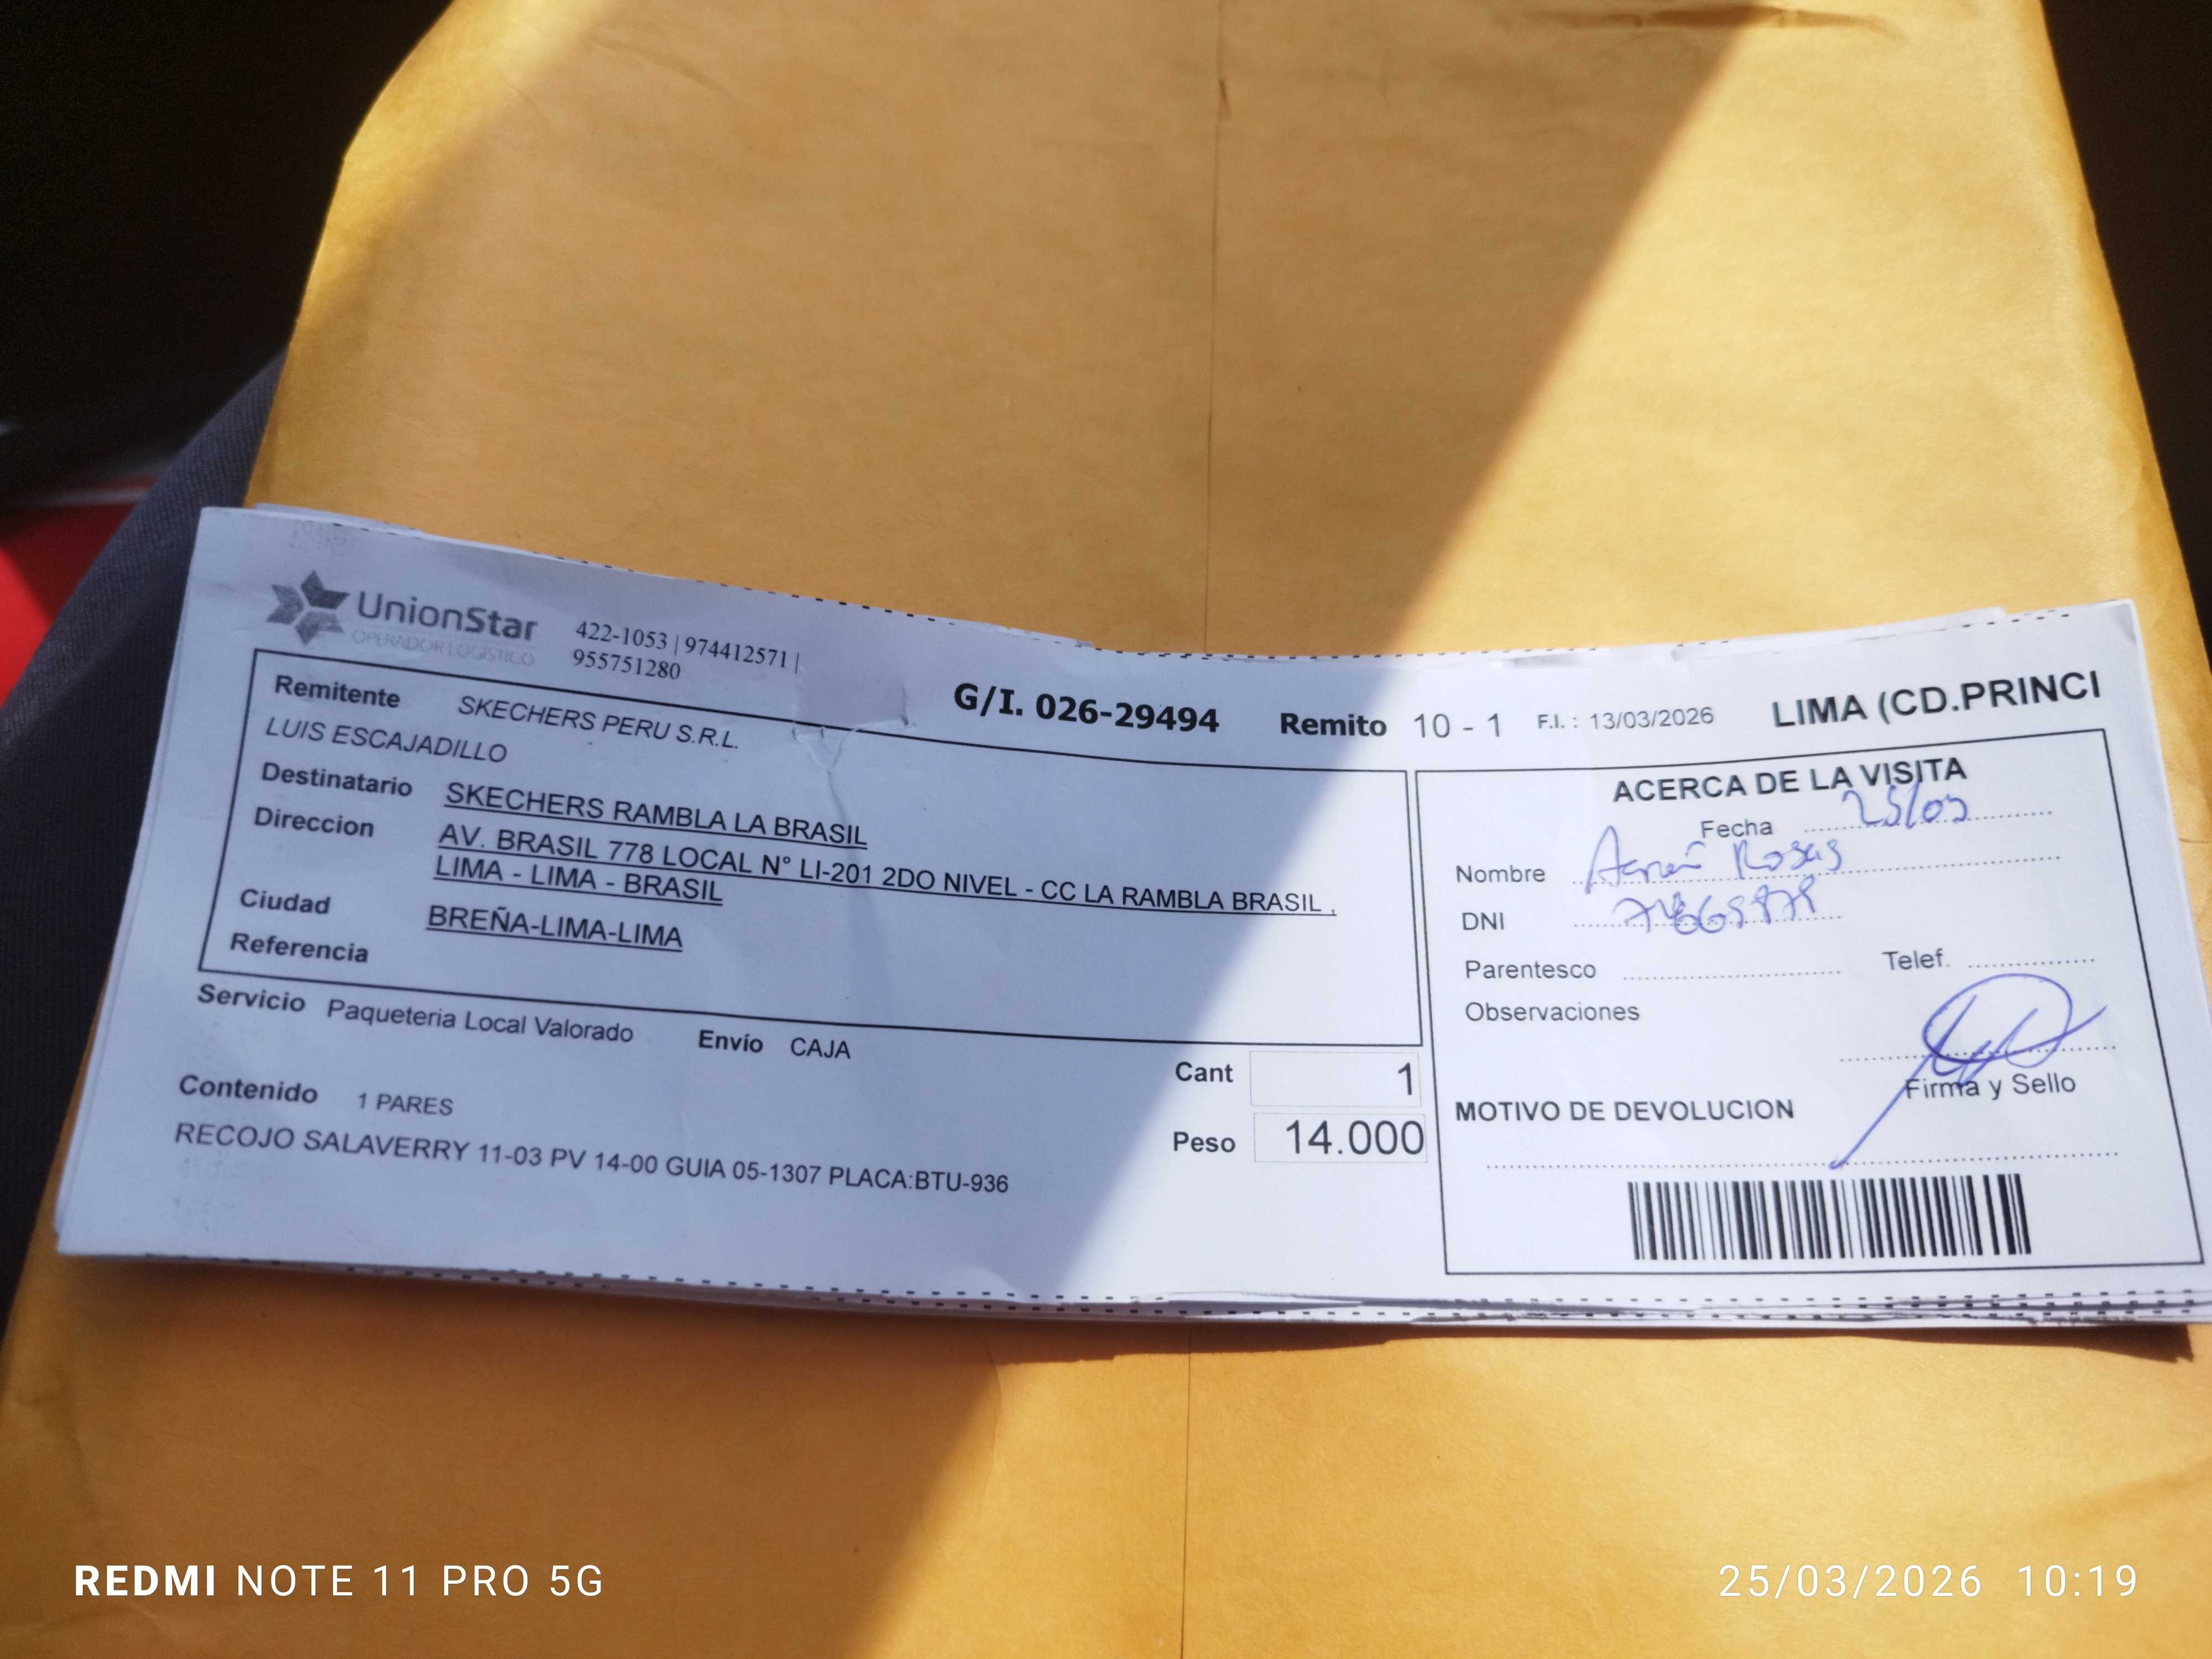 UnionStar
OPERADOR LOGÍSTICO
422-1053 | 974412571 |
955751280
G/I. 026-29494 Remito 10 - 1 F.I. : 13/03/2026 LIMA (CD.PRINCI
Remitente SKECHERS PERU S.R.L.
LUIS ESCAJADILLO
Destinatario SKECHERS RAMBLA LA BRASIL
Direccion AV. BRASIL 778 LOCAL N° LI-201 2DO NIVEL - CC LA RAMBLA BRASIL ,
LIMA - LIMA - BRASIL
Ciudad BREÑA-LIMA-LIMA
Referencia
Servicio Paqueteria Local Valorado Envío CAJA
Cant 1
Contenido 1 PARES
Peso 14.000
RECOJO SALAVERRY 11-03 PV 14-00 GUIA 05-1307 PLACA:BTU-936
ACERCA DE LA VISITA
Fecha 25/03
Nombre Rosas
DNI
Parentesco Telef.
Observaciones
Firma y Sello
MOTIVO DE DEVOLUCION
REDMI NOTE 11 PRO 5G
25/03/2026 10:19